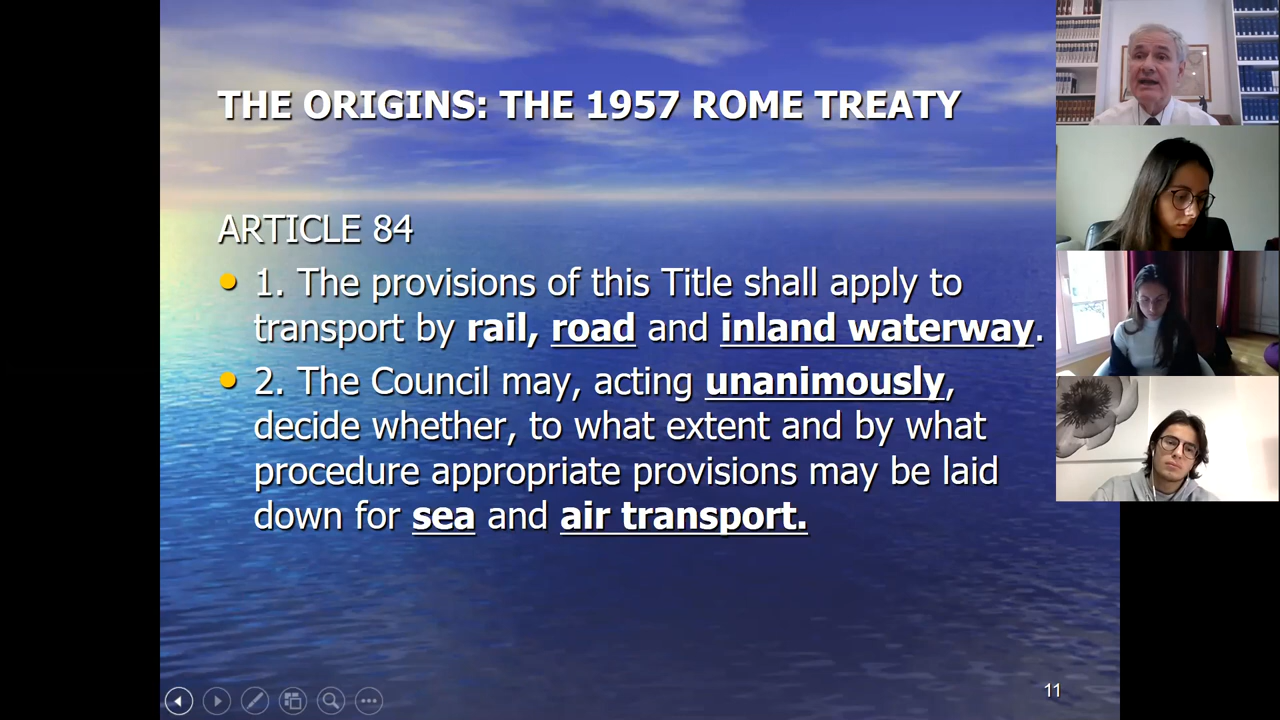 THE ORIGINS: THE 1957 ROME TREATY
ARTICLE 84
1. The provisions of this Title shall apply to
transport by rail, road and inland waterway.
2. The Council may, acting unanimously,
decide whether, to what extent and by what
procedure appropriate provisions may be laid
down for sea and air transport.
11